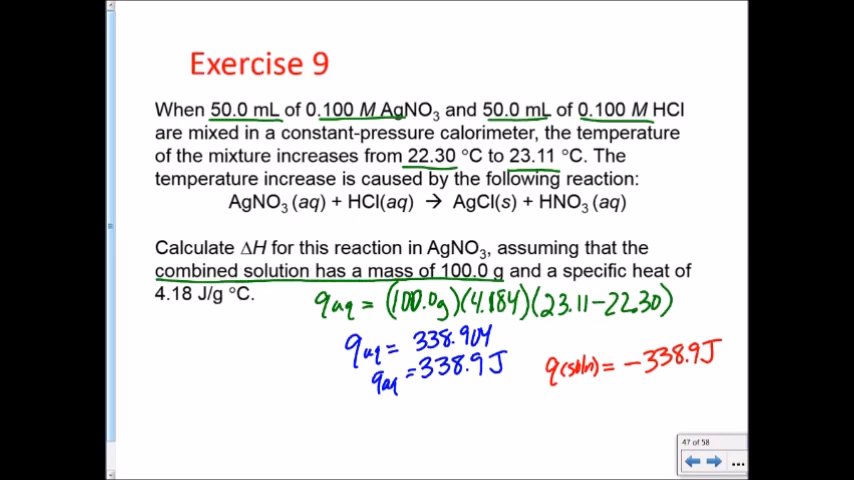 Exercise 9
When 50.0 mL of 0.100 M AgNO₃ and 50.0 mL of 0.100 M HCl
are mixed in a constant-pressure calorimeter, the temperature
of the mixture increases from 22.30 °C to 23.11 °C. The
temperature increase is caused by the following reaction:
AgNO₃ (aq) + HCl(aq) → AgCl(s) + HNO₃ (aq)
Calculate ΔH for this reaction in AgNO₃, assuming that the
combined solution has a mass of 100.0 g and a specific heat of
4.18 J/g °C.
qaq = (100.0g)(4.184)(23.11-22.30)
qaq = 338.904
qaq = 338.9 J
q(soln) = -338.9 J
47 of 58
...